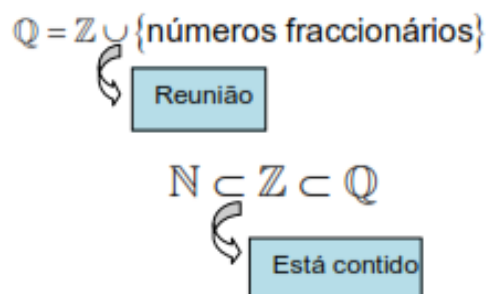 ℚ = ℤ ∪ {números fraccionários}
Reunião
ℕ ⊂ ℤ ⊂ ℚ
Está contido